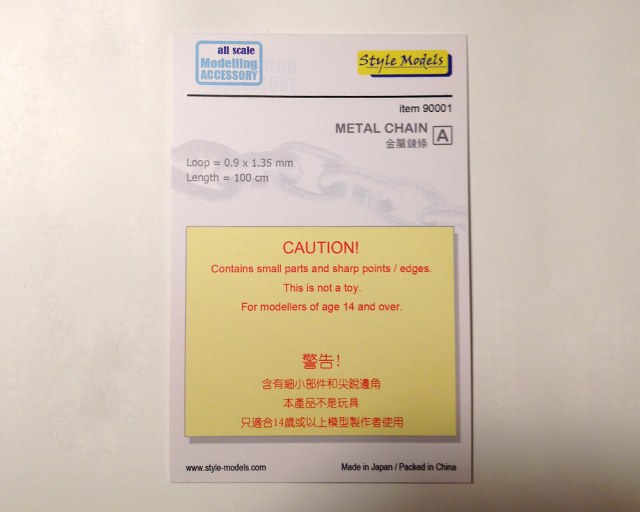 all scale
Modelling
ACCESSORY
Style Models
item 90001
METAL CHAIN A
金屬鍊條
Loop = 0.9 x 1.35 mm
Length = 100 cm
CAUTION!
Contains small parts and sharp points / edges.
This is not a toy.
For modellers of age 14 and over.
警告!
含有細小部件和尖銳邊角
本產品不是玩具
只適合14歲或以上模型製作者使用
www.style-models.com
Made in Japan / Packed in China